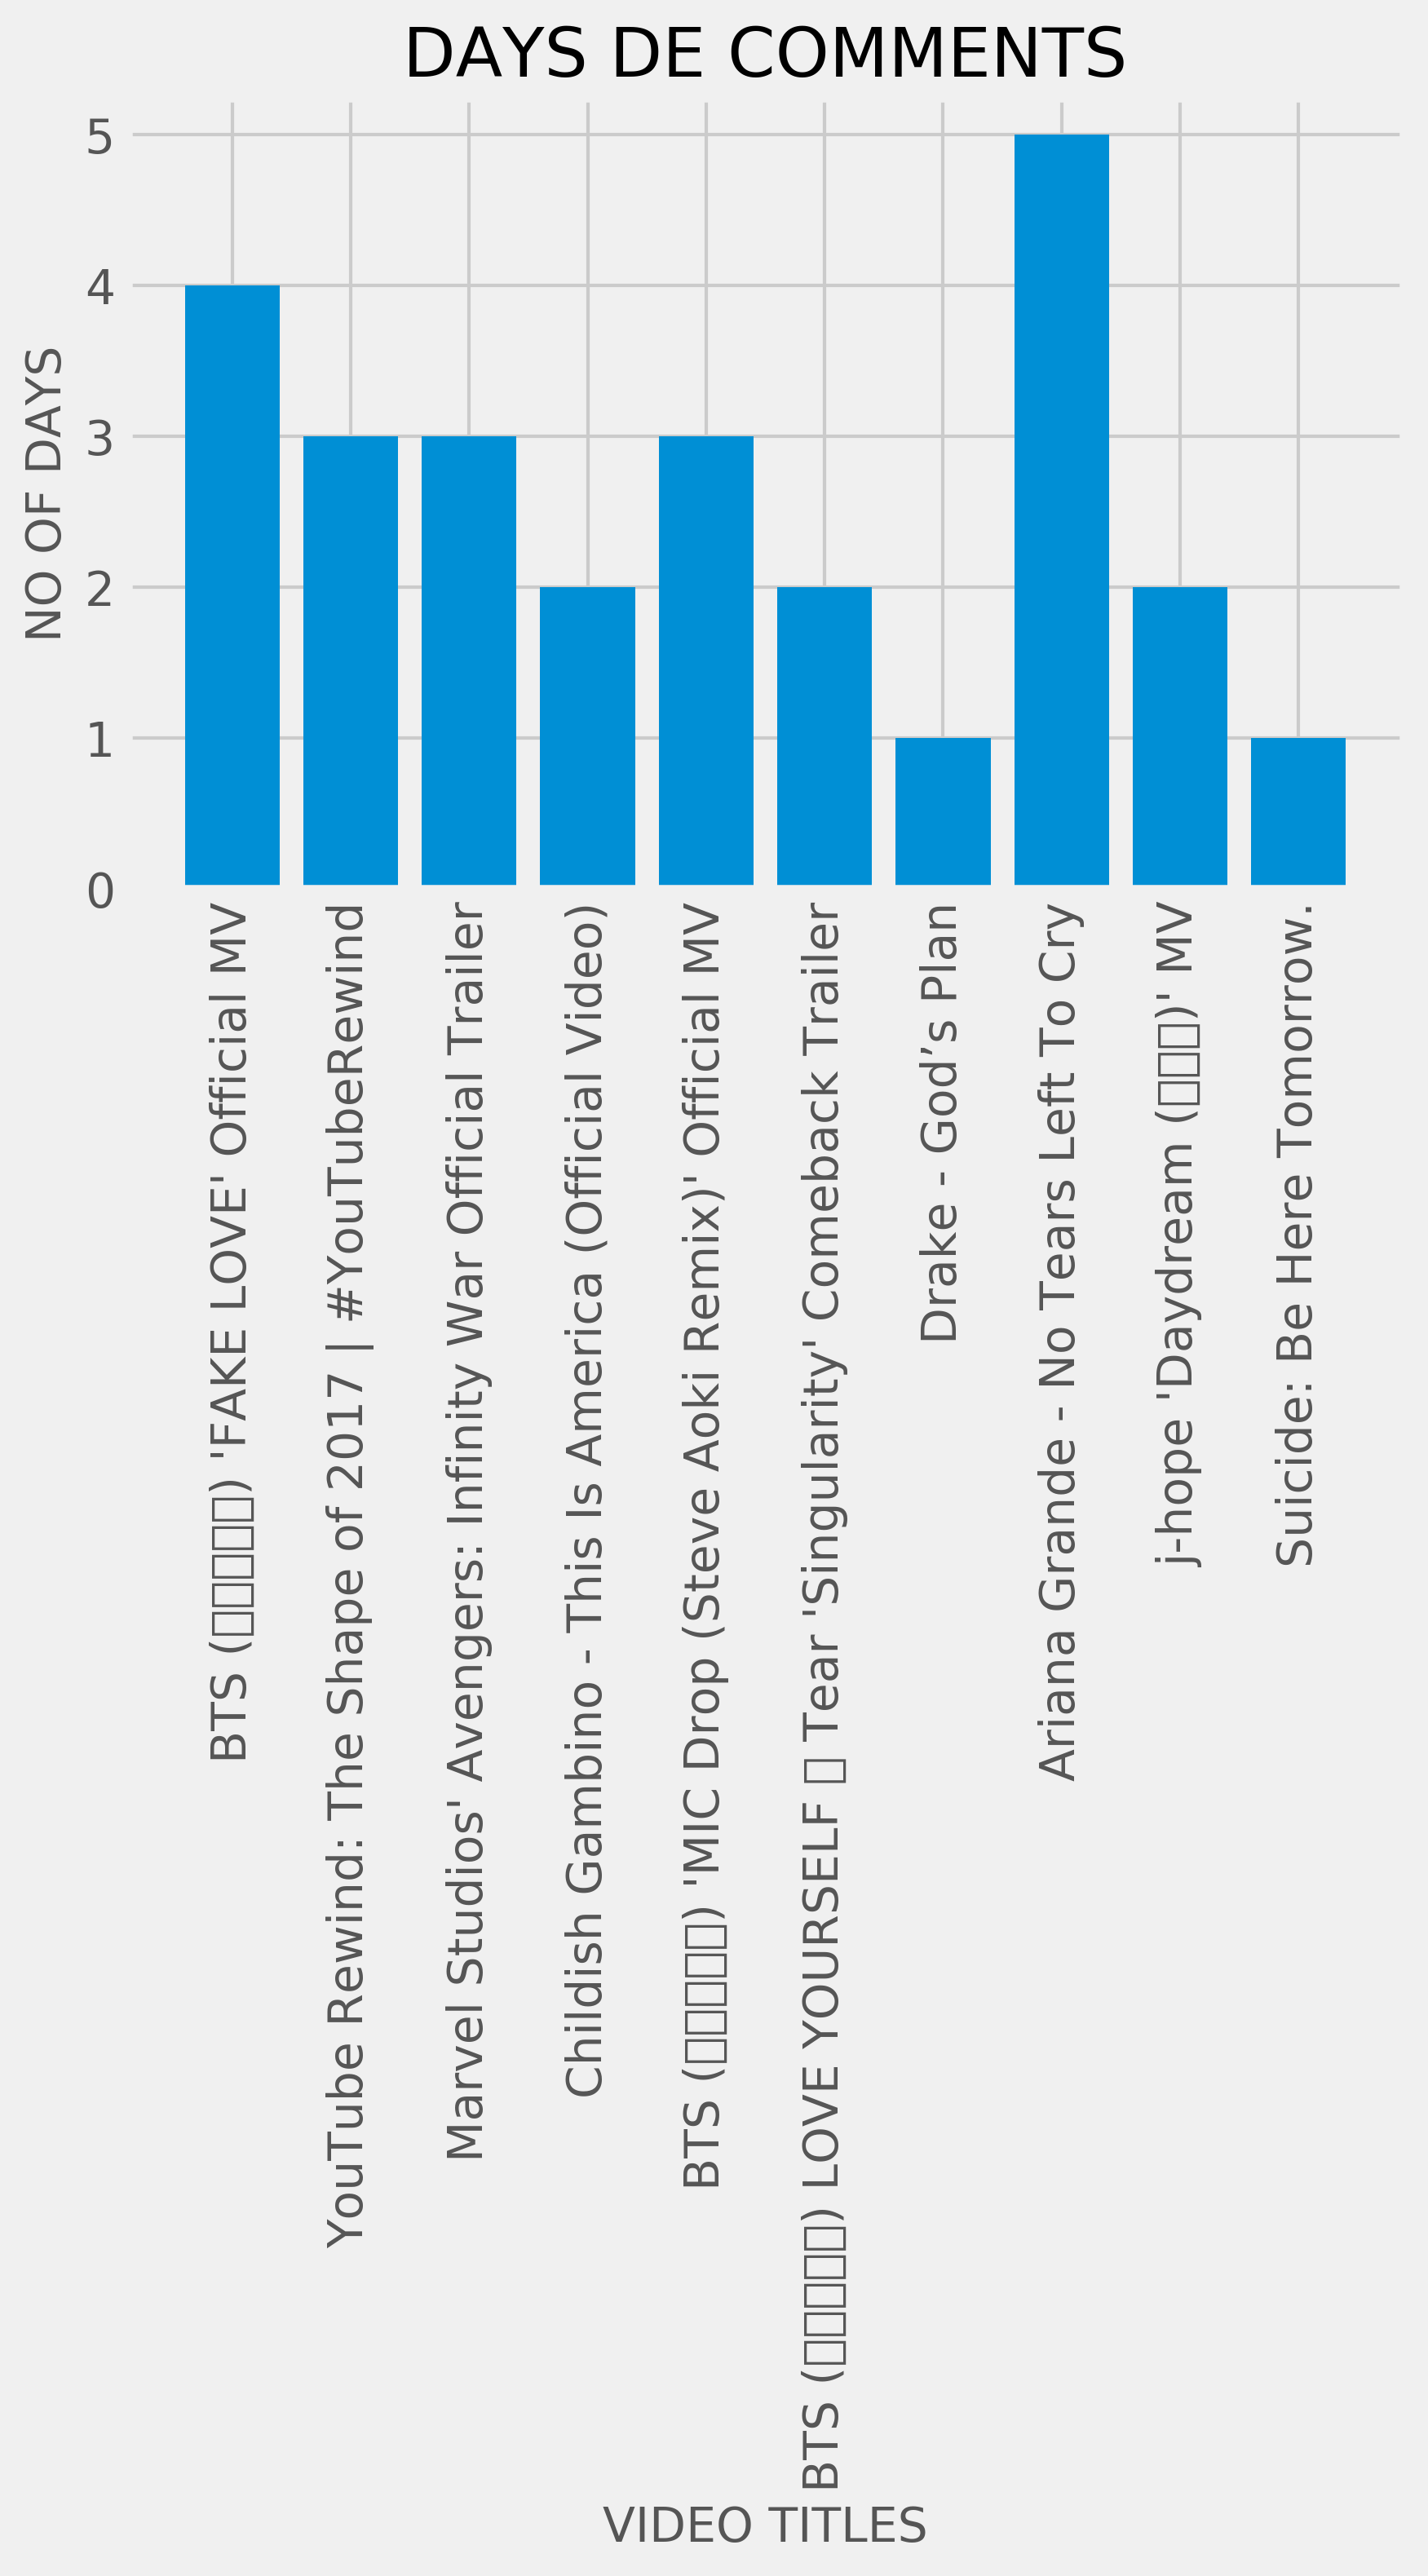 DAYS DE COMMENTS
NO OF DAYS
5
4
3
2
1
0
BTS (□□□□□) 'FAKE LOVE' Official MV
YouTube Rewind: The Shape of 2017 | #YouTubeRewind
Marvel Studios' Avengers: Infinity War Official Trailer
Childish Gambino - This Is America (Official Video)
BTS (□□□□□) 'MIC Drop (Steve Aoki Remix)' Official MV
BTS (□□□□□) LOVE YOURSELF □ Tear 'Singularity' Comeback Trailer
Drake - God’s Plan
Ariana Grande - No Tears Left To Cry
j-hope 'Daydream (□□□)' MV
Suicide: Be Here Tomorrow.
VIDEO TITLES